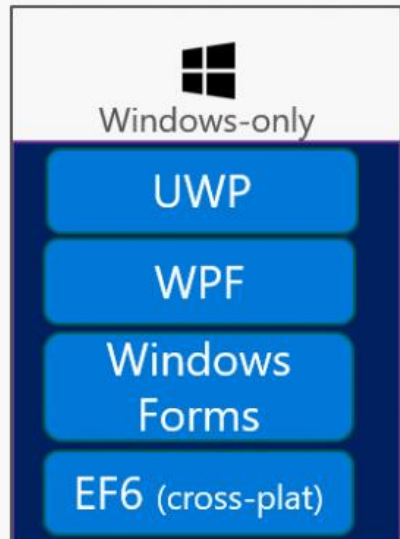 Windows-only
UWP
WPF
Windows
Forms
EF6 (cross-plat)